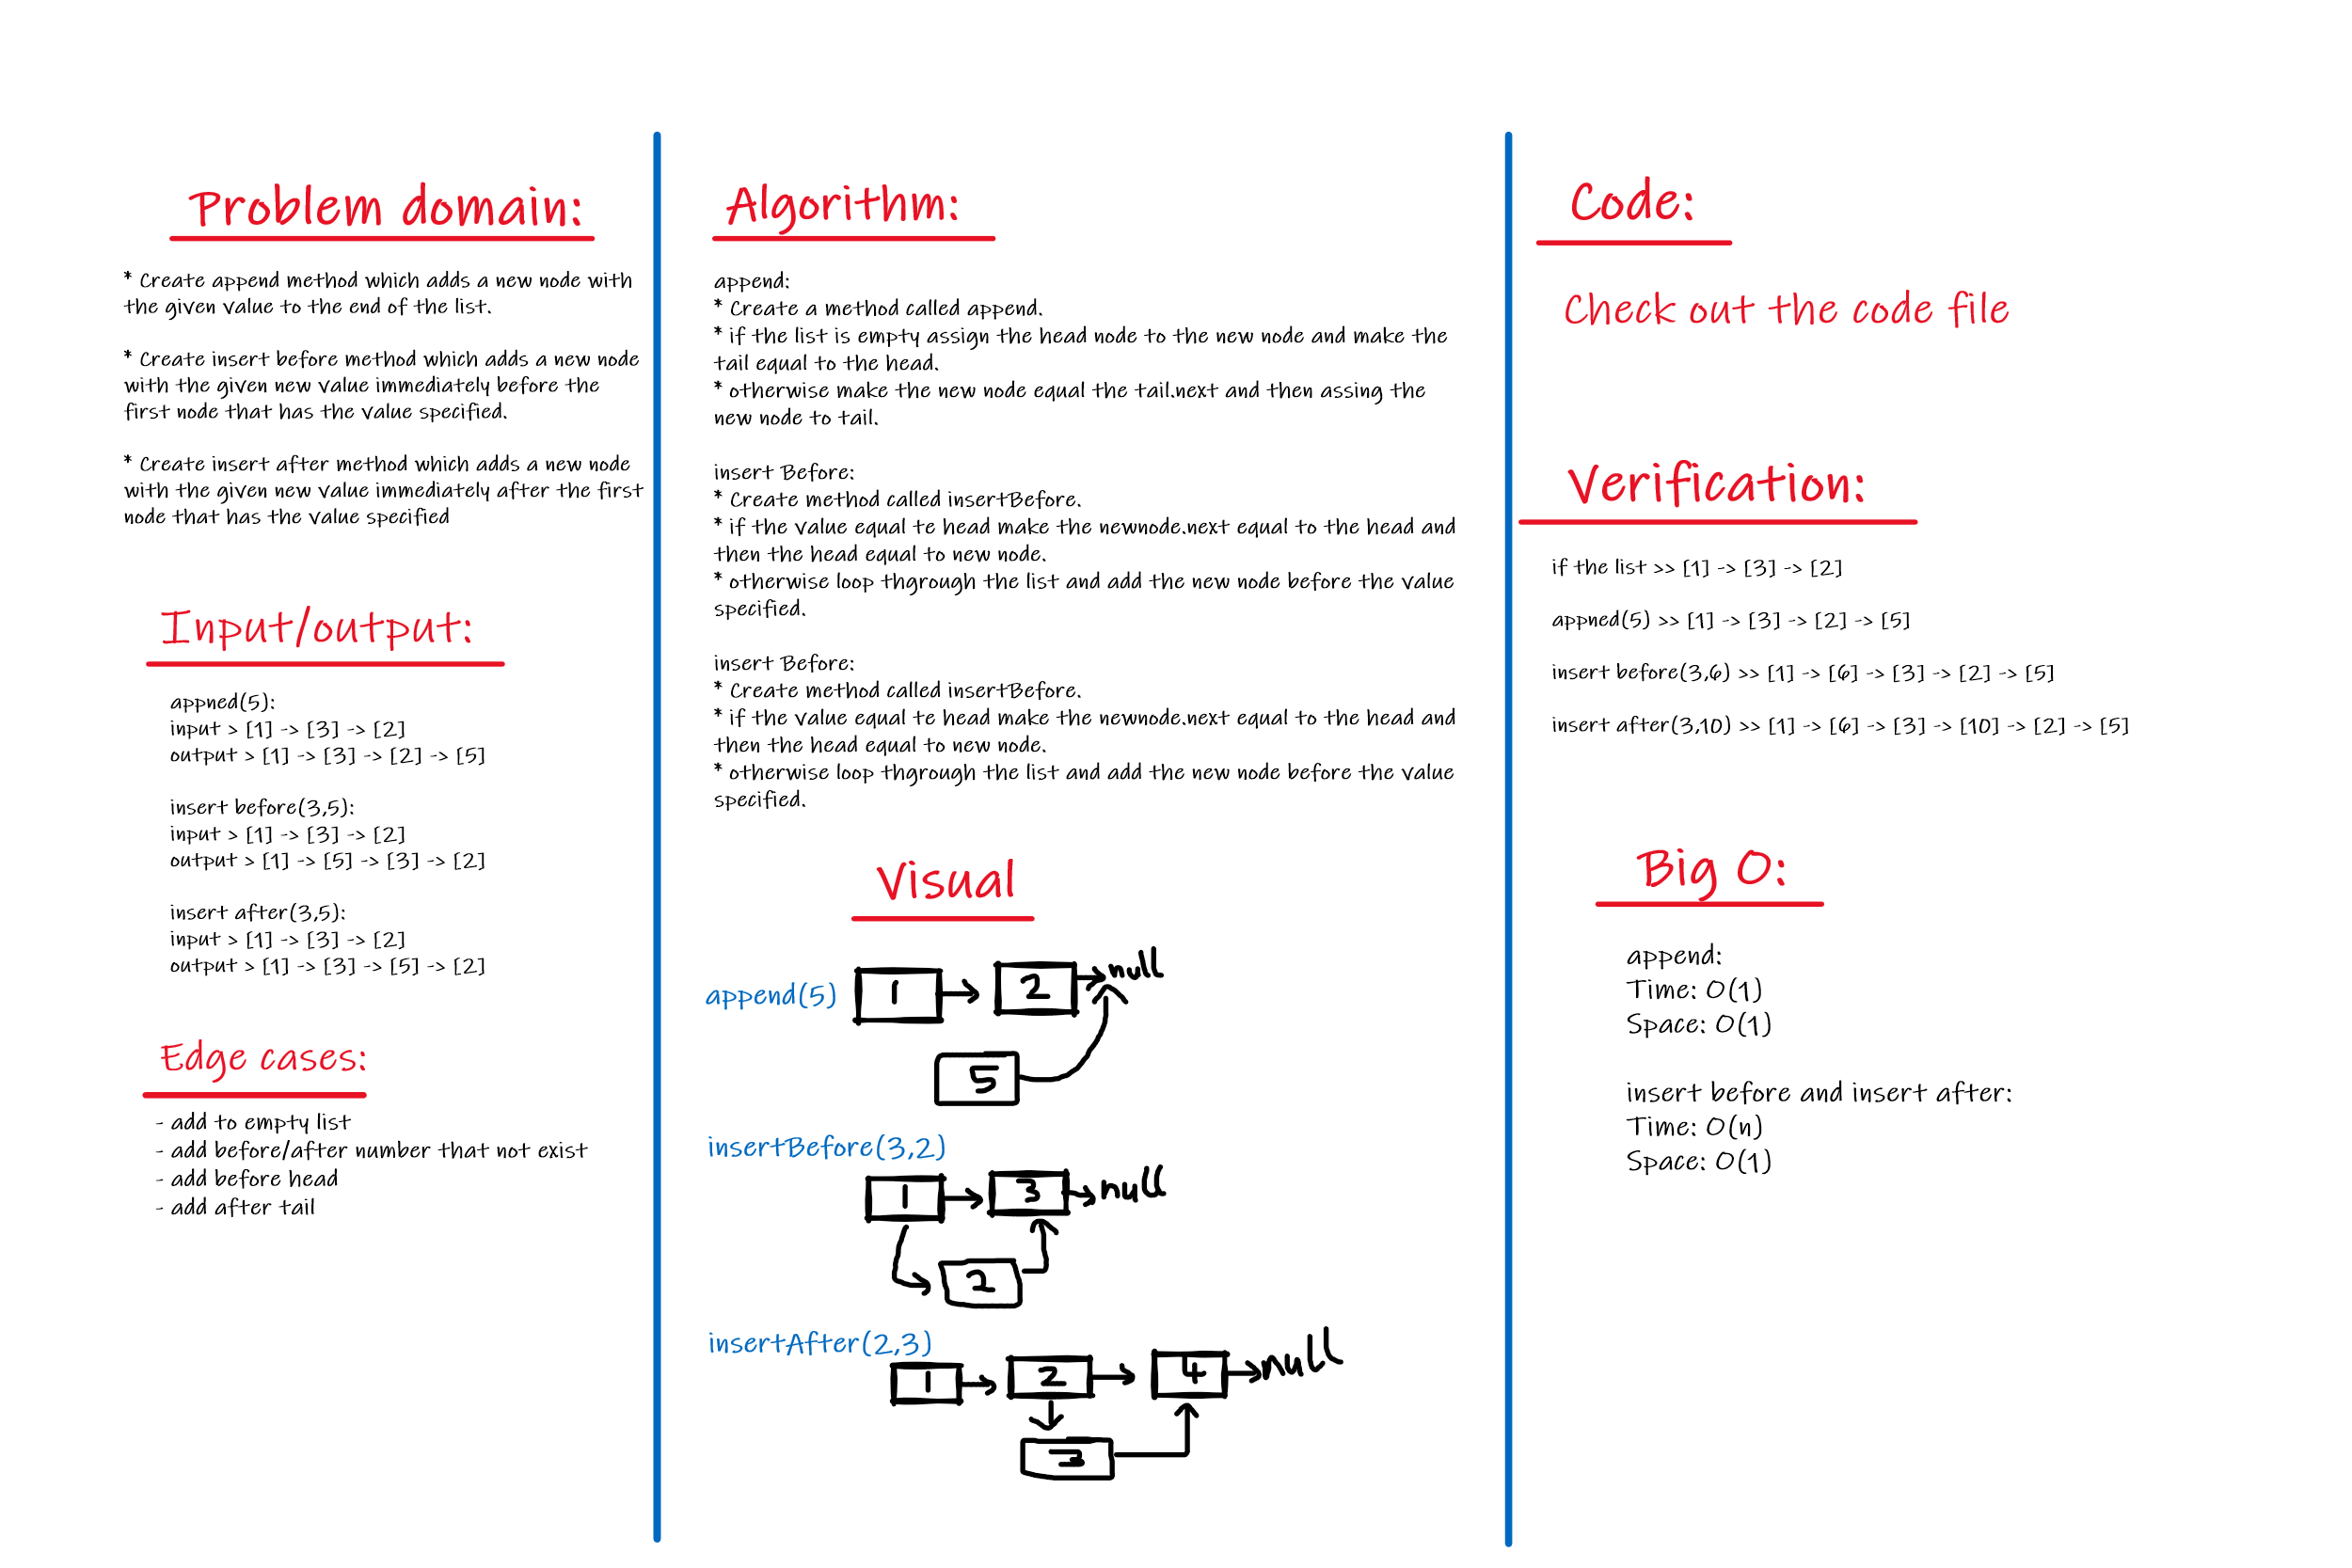 Problem domain:
* Create append method which adds a new node with
the given value to the end of the list.
* Create insert before method which adds a new node
with the given new value immediately before the
first node that has the value specified.
* Create insert after method which adds a new node
with the given new value immediately after the first
node that has the value specified
Input/output:
appned(5):
input > [1] -> [3] -> [2]
output > [1] -> [3] -> [2] -> [5]
insert before(3,5):
input > [1] -> [3] -> [2]
output > [1] -> [5] -> [3] -> [2]
insert after(3,5):
input > [1] -> [3] -> [2]
output > [1] -> [3] -> [5] -> [2]
Edge cases:
- add to empty list
- add before/after number that not exist
- add before head
- add after tail
Algorithm:
append:
* Create a method called append.
* if the list is empty assign the head node to the new node and make the
tail equal to the head.
* otherwise make the new node equal the tail.next and then assing the
new node to tail.
insert Before:
* Create method called insertBefore.
* if the value equal te head make the newnode.next equal to the head and
then the head equal to new node.
* otherwise loop thgrough the list and add the new node before the value
specified.
insert Before:
* Create method called insertBefore.
* if the value equal te head make the newnode.next equal to the head and
then the head equal to new node.
* otherwise loop thgrough the list and add the new node before the value
specified.
Visual
append(5) 1 2 null
5
insertBefore(3,2)
1 3 null
2
insertAfter(2,3)
1 2 4 null
3
Code:
Check out the code file
Verification:
if the list >> [1] -> [3] -> [2]
appned(5) >> [1] -> [3] -> [2] -> [5]
insert before(3,6) >> [1] -> [6] -> [3] -> [2] -> [5]
insert after(3,10) >> [1] -> [6] -> [3] -> [10] -> [2] -> [5]
Big O:
append:
Time: O(1)
Space: O(1)
insert before and insert after:
Time: O(n)
Space: O(1)